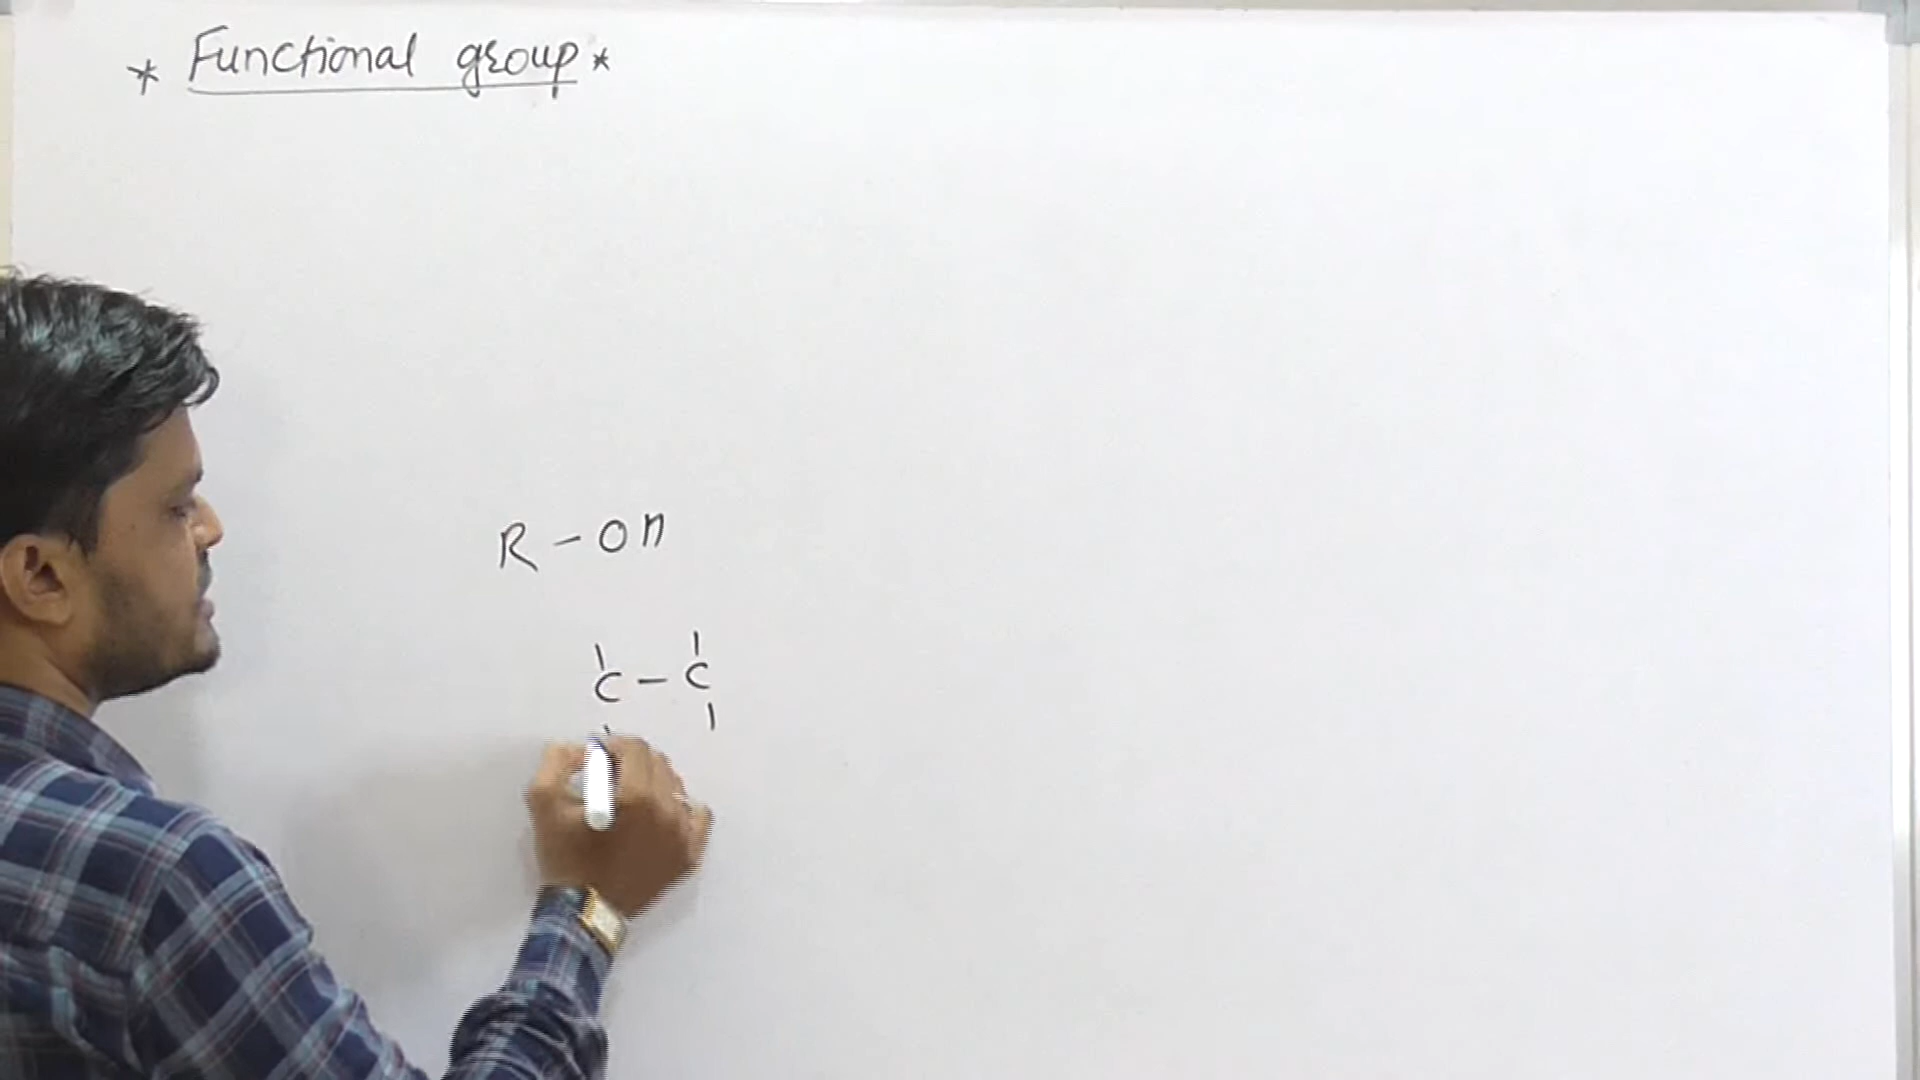 * Functional group *
R - OH
C - C